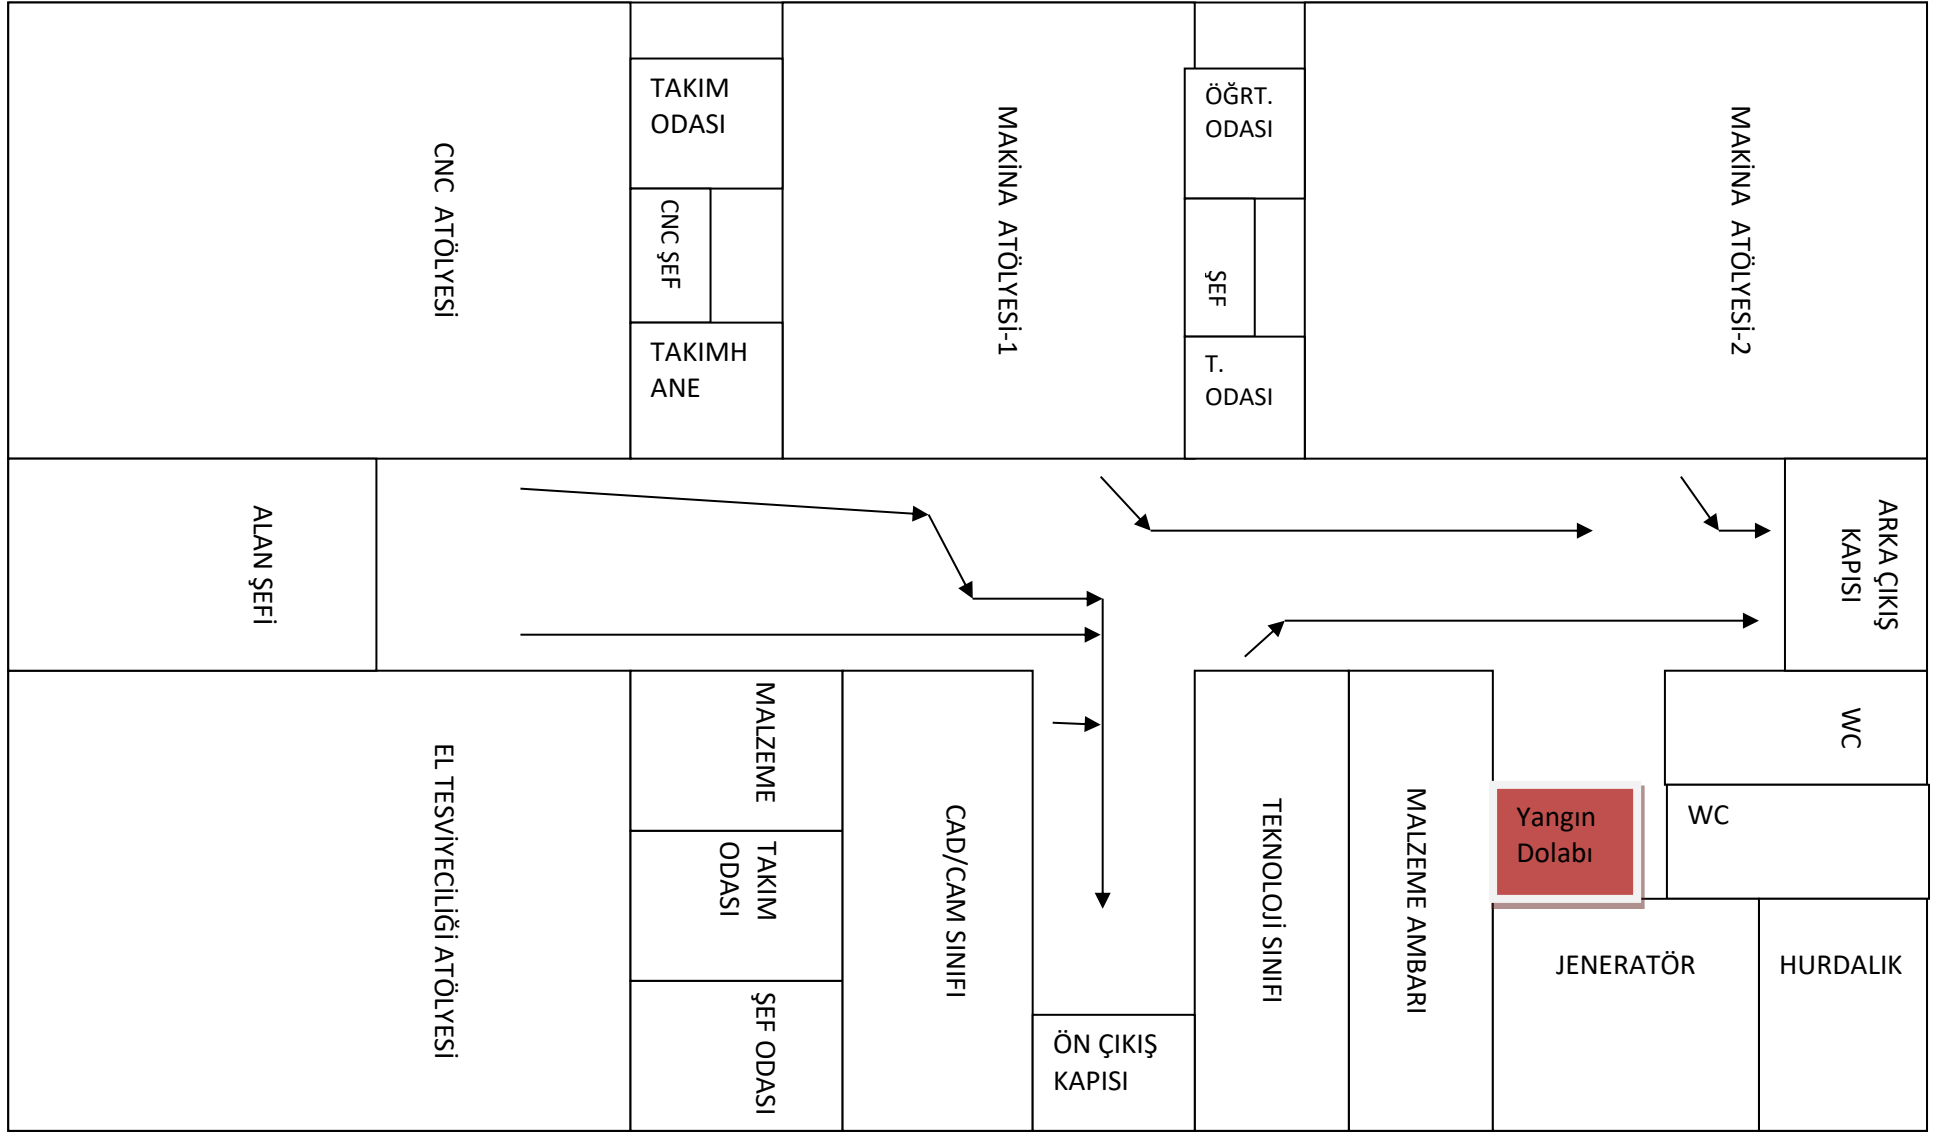 CNC ATÖLYESİ
TAKIM
ODASI
CNC ŞEF
TAKIMH
ANE
MAKİNA ATÖLYESİ-1
ÖĞRT.
ODASI
ŞEF
T.
ODASI
MAKİNA ATÖLYESİ-2
ALAN ŞEFİ
ARKA ÇIKIŞ
KAPISI
EL TESVİYECİLİĞİ ATÖLYESİ
MALZEME
TAKIM
ODASI
ŞEF ODASI
CAD/CAM SINIFI
ÖN ÇIKIŞ
KAPISI
TEKNOLOJİ SINIFI
MALZEME AMBARI
Yangın
Dolabı
WC
WC
JENERATÖR
HURDALIK